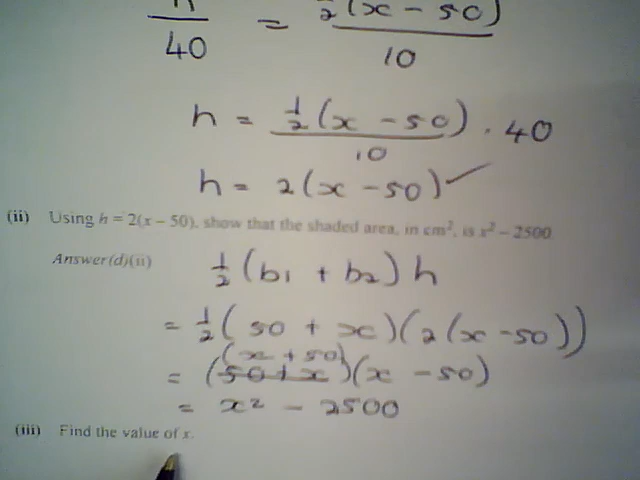 h/40 = ½(x - 50)/10
h = ½(x - 50)/10 · 40
h = 2(x - 50) ✓
(ii) Using h = 2(x – 50), show that the shaded area, in cm², is x² – 2500
Answer(d)(ii) ½(b₁ + b₂)h
= ½(50 + x)(2(x - 50))
(x + 50)
= (50 + x)(x - 50)
= x² - 2500
(iii) Find the value of x.